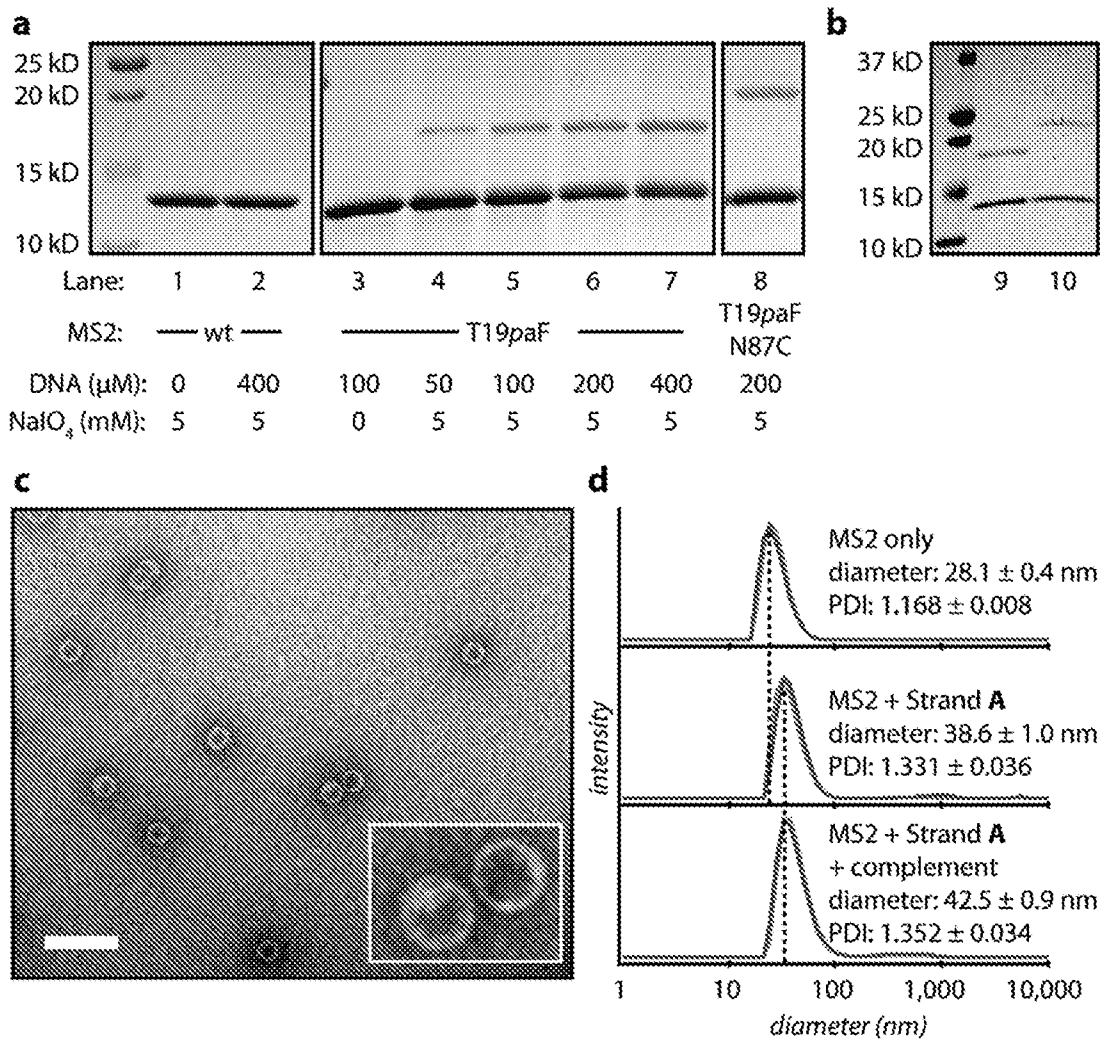 a
25 kD
20 kD
15 kD
10 kD
Lane: 1 2 3 4 5 6 7 8
MS2: wt T19paF T19paF N87C
DNA (µM): 0 400 100 50 100 200 400 200
NaIO4 (mM): 5 5 0 5 5 5 5 5
b
37 kD
25 kD
20 kD
15 kD
10 kD
9 10
c
d
intensity
MS2 only
diameter: 28.1 ± 0.4 nm
PDI: 1.168 ± 0.008
MS2 + Strand A
diameter: 38.6 ± 1.0 nm
PDI: 1.331 ± 0.036
MS2 + Strand A
+ complement
diameter: 42.5 ± 0.9 nm
PDI: 1.352 ± 0.034
1 10 100 1,000 10,000
diameter (nm)